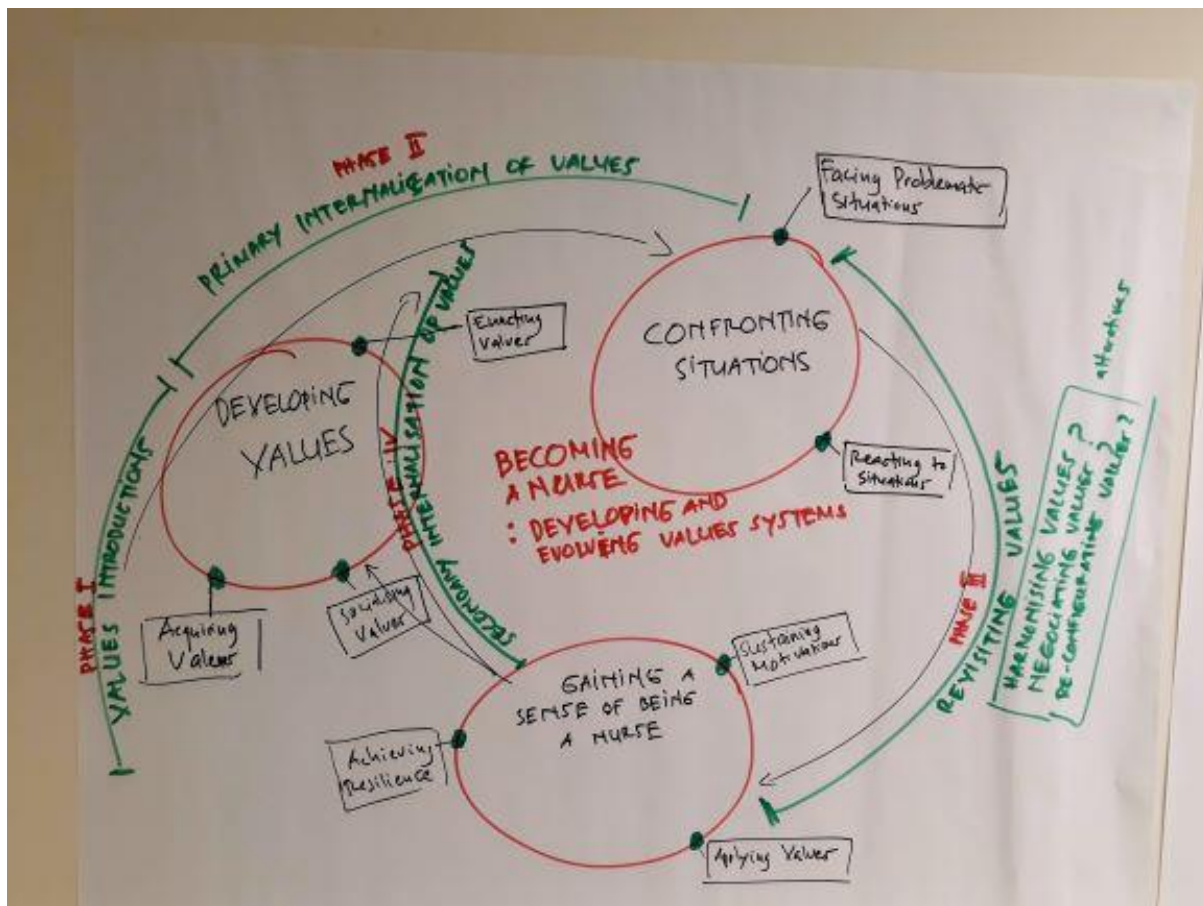 PHASE I
VALUES INTRODUCTIONS
PHASE II
PRIMARY INTERNALISATION OF VALUES
Facing Problematic
Situations
Enacting
Values
DEVELOPING
VALUES
Acquiring
Values
Solidising
Values
PHASE IV
SECONDARY INTERNALISATION OF VALUES
CONFRONTING
SITUATIONS
Reacting to
Situations
BECOMING
A NURSE
: DEVELOPING AND
EVOLVING VALUES SYSTEMS
PHASE III
REVISITING VALUES
HARMONISING VALUES?
NEGOCIATING VALUES?
RE-CONFIGURATING VALUES?
Sustaining
Motivations
GAINING A
SENSE OF BEING
A NURSE
Achieving
Resilience
Applying Values